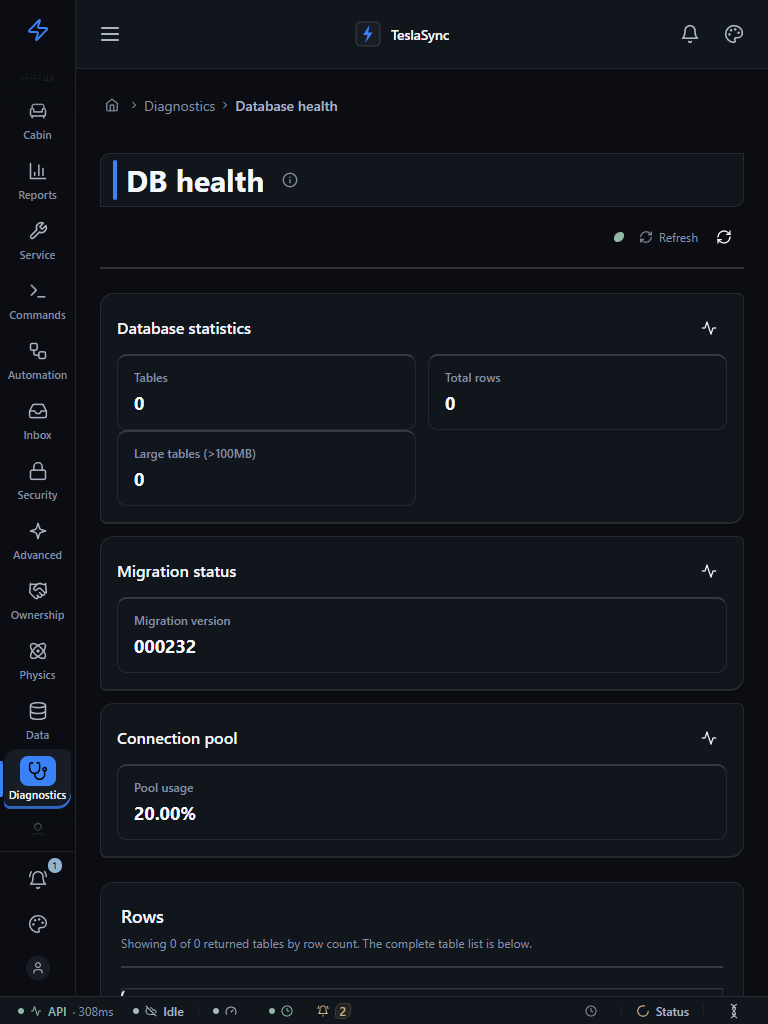 TeslaSync
Energy
Cabin
Reports
Service
Commands
Automation
Inbox
Security
Advanced
Ownership
Physics
Data
Diagnostics
1
Diagnostics > Database health
DB health
Refresh
Database statistics
Tables
0
Total rows
0
Large tables (>100MB)
0
Migration status
Migration version
000232
Connection pool
Pool usage
20.00%
Rows
Showing 0 of 0 returned tables by row count. The complete table list is below.
API · 308ms
Idle
2
Status